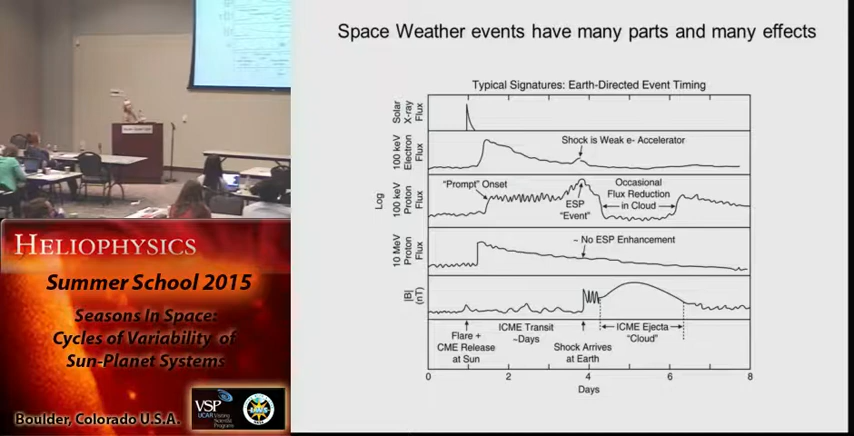 Space Weather events have many parts and many effects
Typical Signatures: Earth-Directed Event Timing
Log
Solar
X-ray
Flux
100 keV
Electron
Flux
Shock is Weak e- Accelerator
100 keV
Proton
Flux
"Prompt" Onset
ESP
"Event"
Occasional
Flux Reduction
in Cloud
10 MeV
Proton
Flux
~ No ESP Enhancement
|B|
(nT)
Flare +
CME Release
at Sun
ICME Transit
~Days
Shock Arrives
at Earth
ICME Ejecta
"Cloud"
0 2 4 6 8
Days
HELIOPHYSICS
Summer School 2015
Seasons In Space:
Cycles of Variability of
Sun-Planet Systems
Boulder, Colorado U.S.A.
VSP
UCAR Visiting
Scientist
Programs